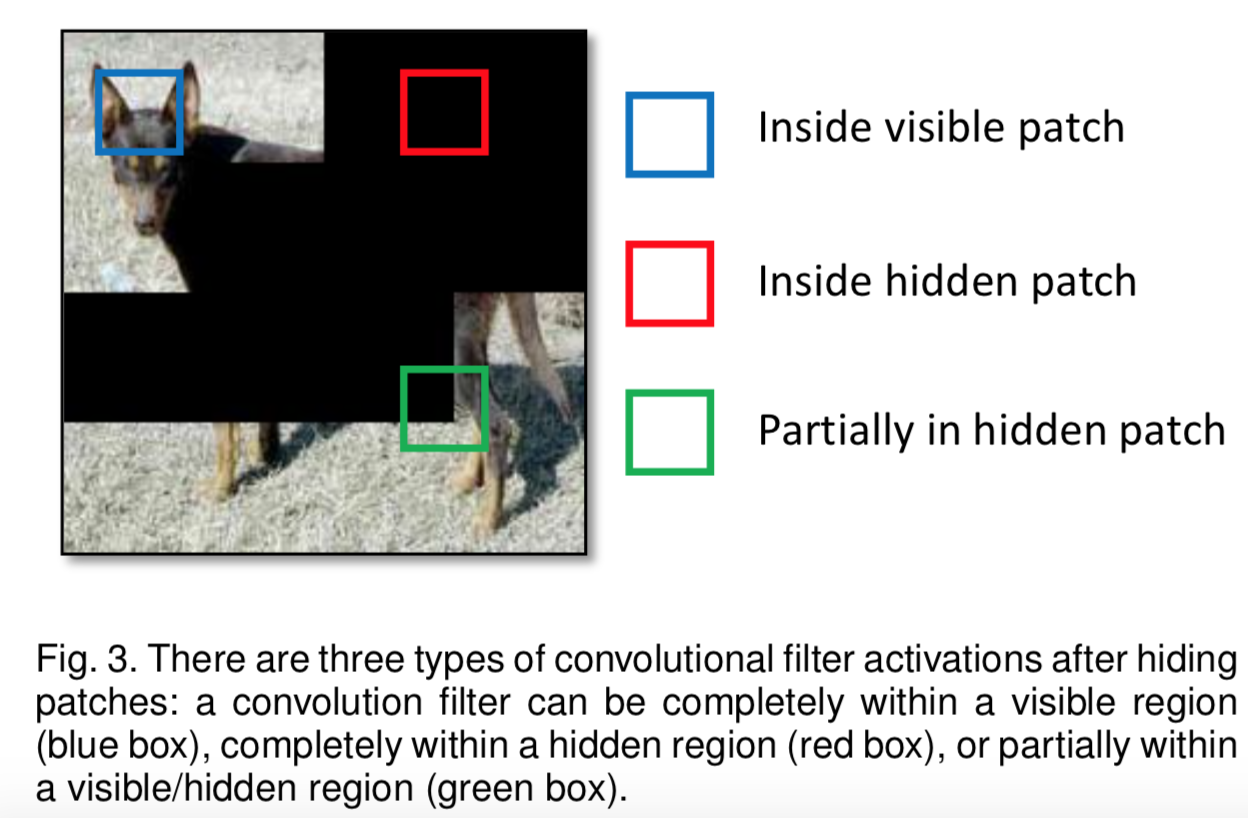 Inside visible patch
Inside hidden patch
Partially in hidden patch
Fig. 3. There are three types of convolutional filter activations after hiding
patches: a convolution filter can be completely within a visible region
(blue box), completely within a hidden region (red box), or partially within
a visible/hidden region (green box).